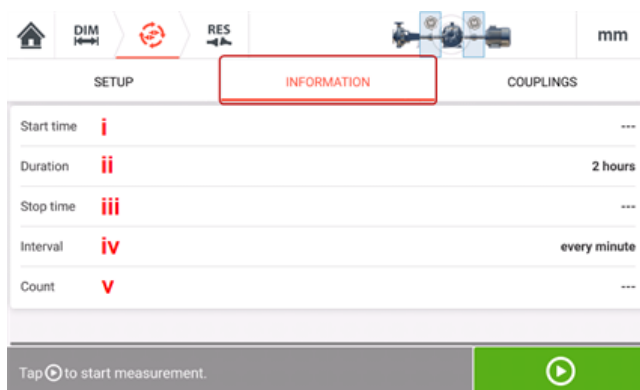 DIM RES mm
SETUP INFORMATION COUPLINGS
Start time i ---
Duration ii 2 hours
Stop time iii ---
Interval iv every minute
Count v ---
Tap to start measurement.